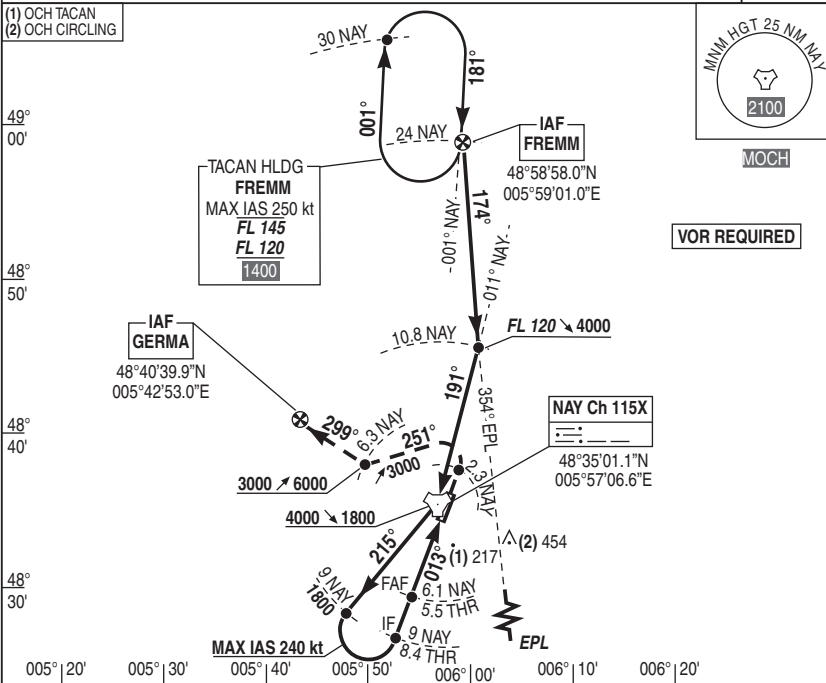 (1) OCH TACAN
(2) OCH CIRCLING
30 NAY
181°
001°
24 NAY
IAF
FREMM
48°58'58.0"N
005°59'01.0"E
MNM HGT 25 NM NAY
2100
MOCH
49°
00'
TACAN HLDG
FREMM
MAX IAS 250 kt
FL 145
FL 120
1400
001° NAY
174°
011° NAY
VOR REQUIRED
48°
50'
IAF
GERMA
48°40'39.9"N
005°42'53.0"E
10.8 NAY
FL 120 ↘ 4000
191°
354° EPL
NAY Ch 115X
48°35'01.1"N
005°57'06.6"E
48°
40'
299°
6.3 NAY
251°
↗ 3000
2.3 NAY
3000 ↗ 6000
4000 ↘ 1800
215°
013°
(1) 217
(2) 454
48°
30'
9 NAY
1800
FAF
6.1 NAY
5.5 THR
IF
9 NAY
8.4 THR
MAX IAS 240 kt
EPL
005°20'
005°30'
005°40'
005°50'
006°00'
006°10'
006°20'